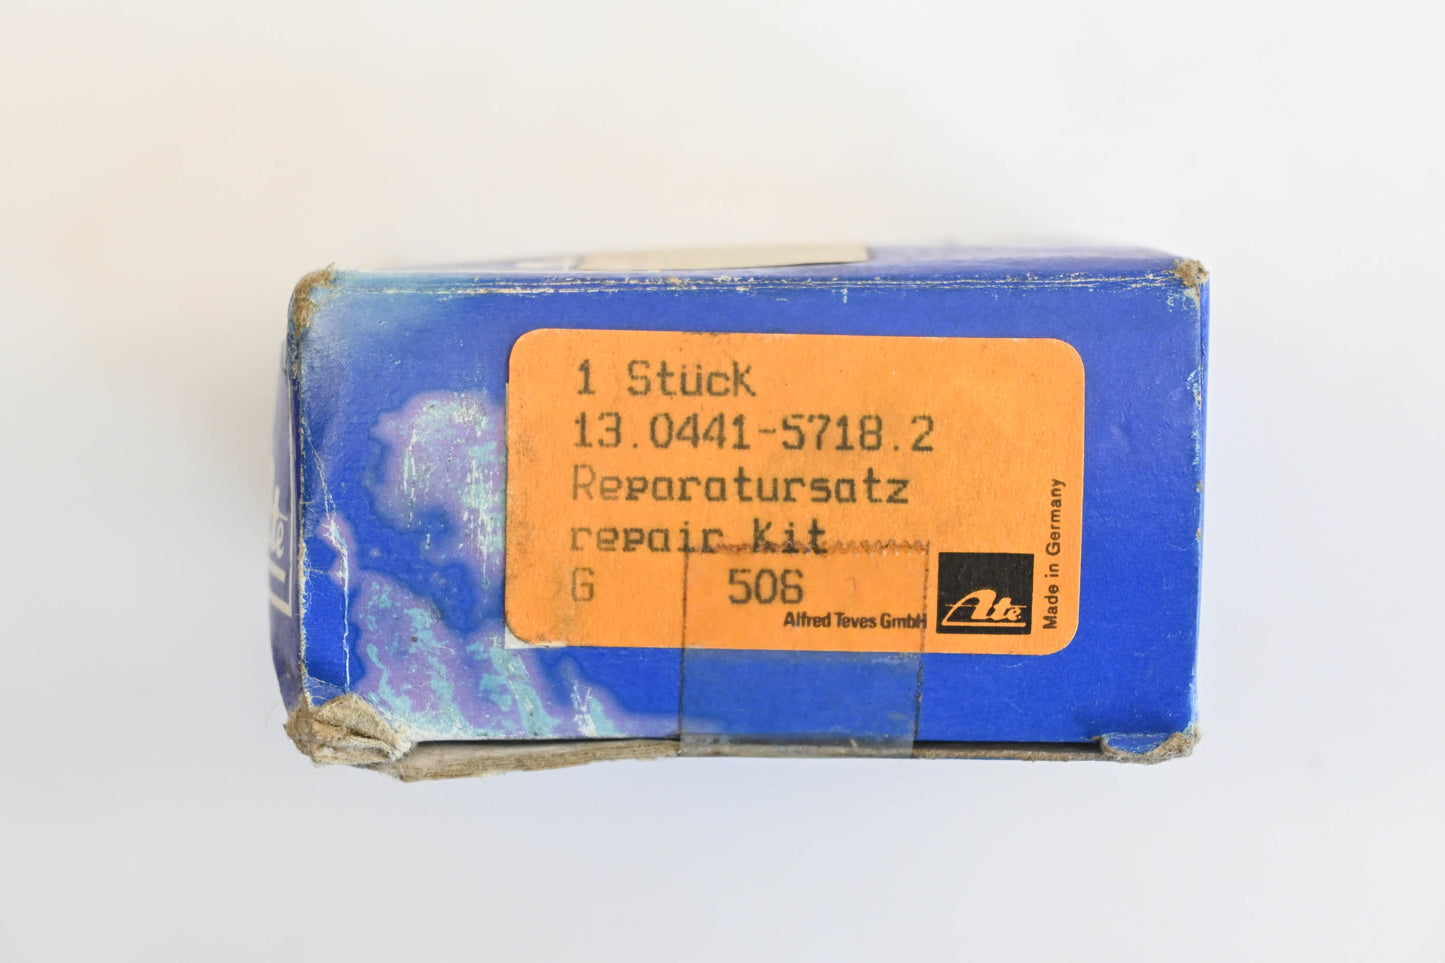 1 Stück
13.0441-5718.2
Reparatursatz
repair Kit
G 506
Alfred Teves GmbH
Ate
Made in Germany